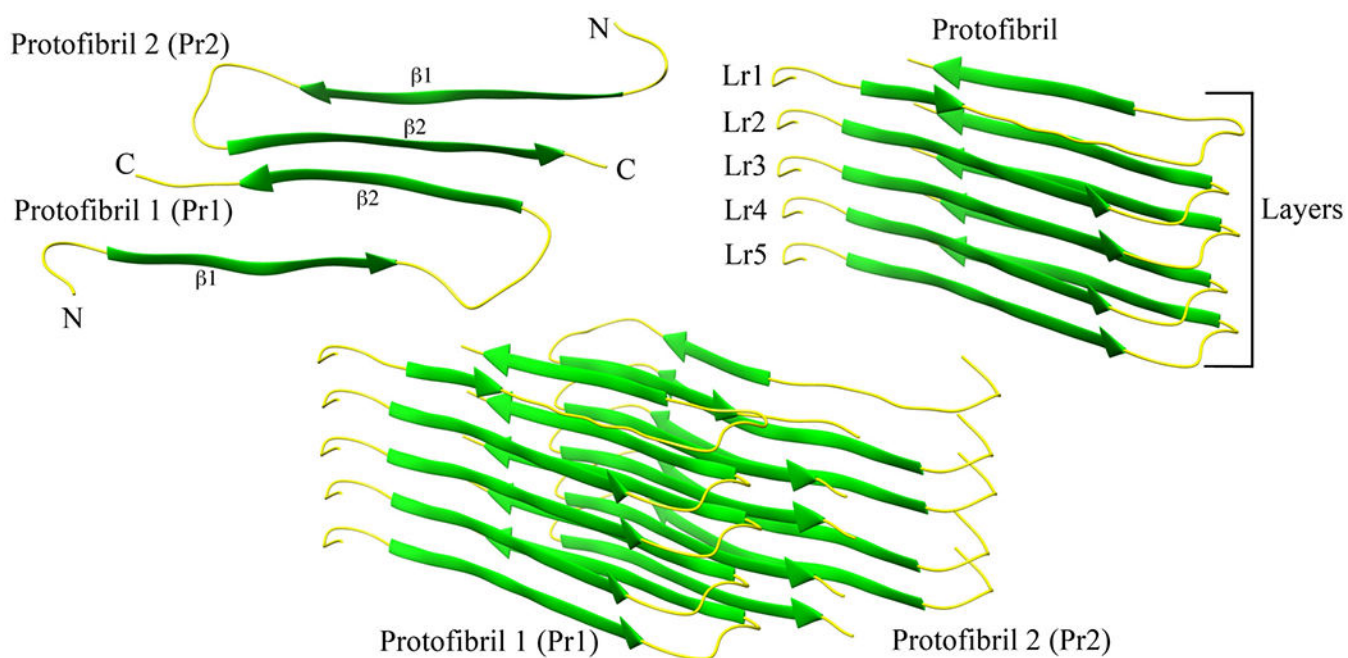 N
Protofibril 2 (Pr2)
β1
β2
C
C
β2
Protofibril 1 (Pr1)
β1
N
Protofibril
Lr1
Lr2
Lr3
Lr4
Lr5
Layers
Protofibril 1 (Pr1)
Protofibril 2 (Pr2)